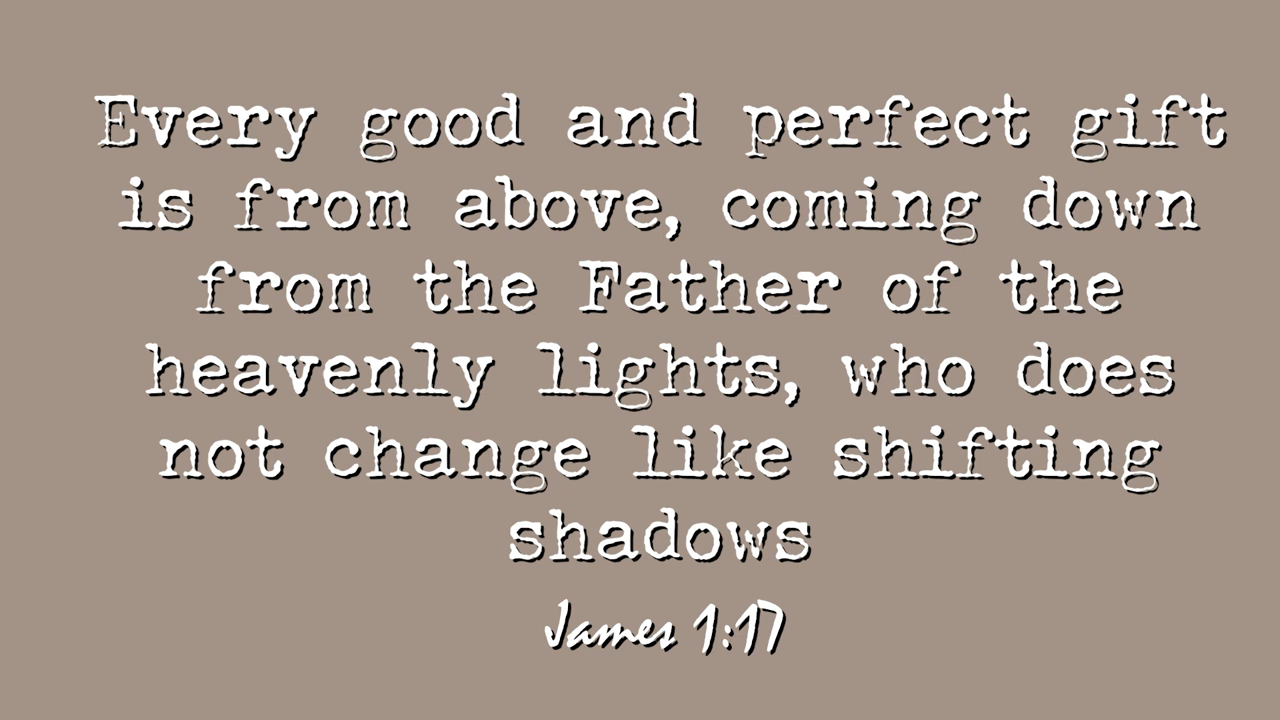 Every good and perfect gift
is from above, coming down
from the Father of the
heavenly lights, who does
not change like shifting
shadows
James 1:17